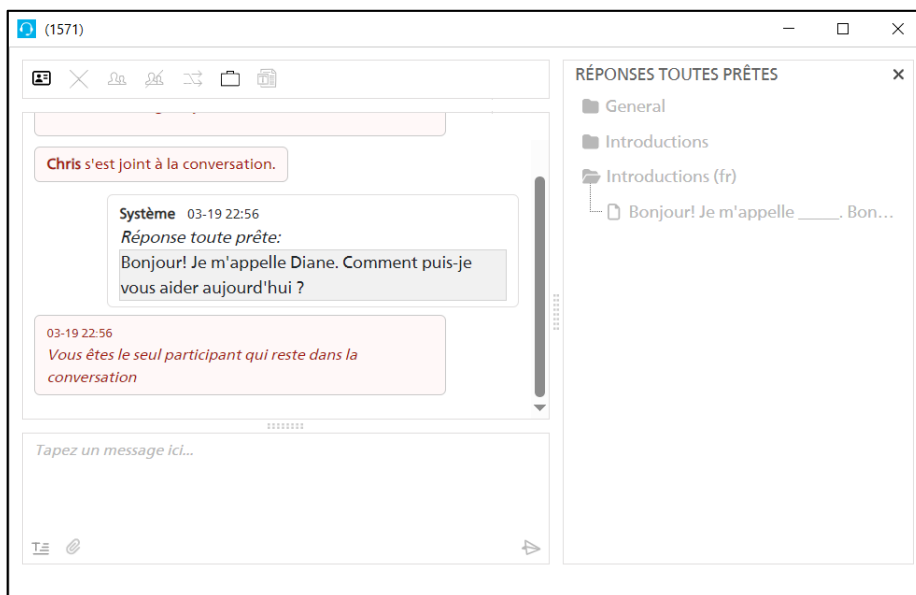 (1571)
Chris s'est joint à la conversation.
Système 03-19 22:56
Réponse toute prête:
Bonjour! Je m'appelle Diane. Comment puis-je
vous aider aujourd'hui ?
03-19 22:56
Vous êtes le seul participant qui reste dans la
conversation
Tapez un message ici...
RÉPONSES TOUTES PRÊTES
General
Introductions
Introductions (fr)
Bonjour! Je m'appelle _____. Bon...